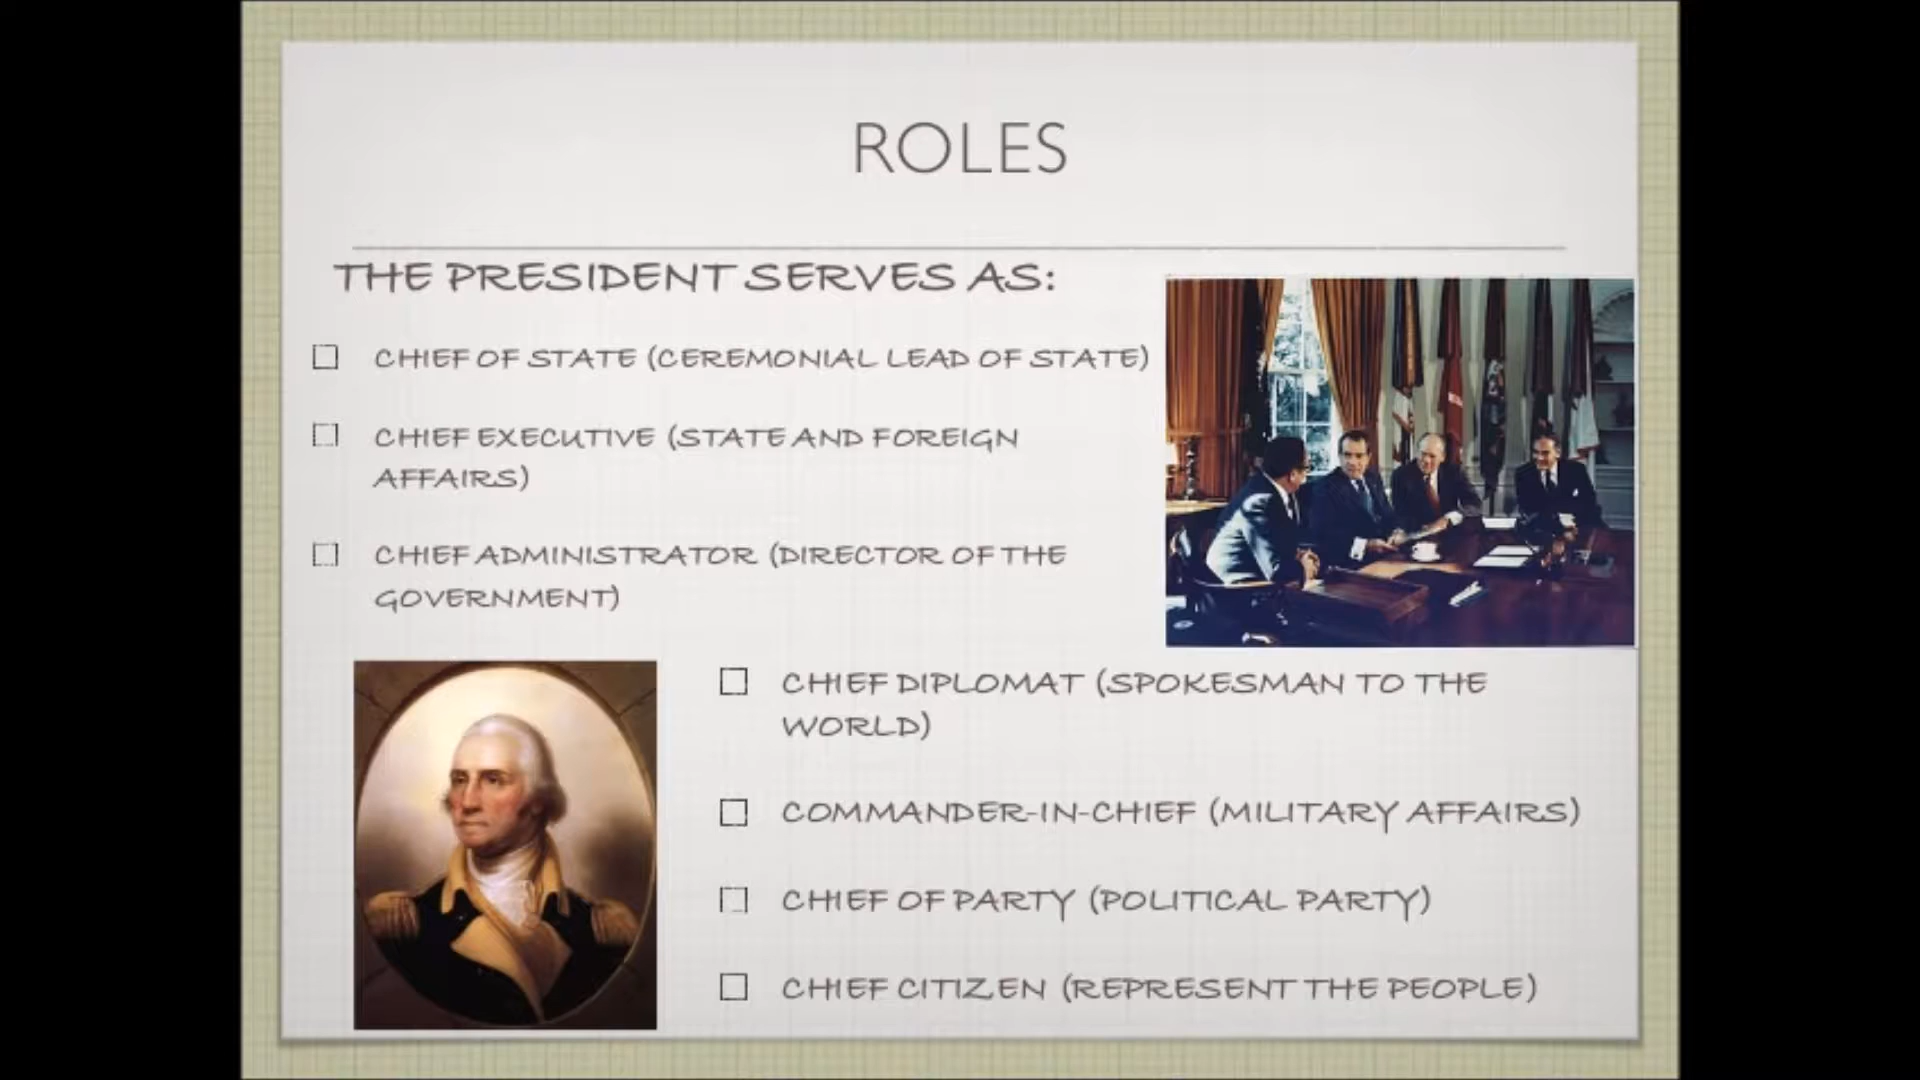 ROLES
THE PRESIDENT SERVES AS:
CHIEF OF STATE (CEREMONIAL LEAD OF STATE)
CHIEF EXECUTIVE (STATE AND FOREIGN
AFFAIRS)
CHIEF ADMINISTRATOR (DIRECTOR OF THE
GOVERNMENT)
CHIEF DIPLOMAT (SPOKESMAN TO THE
WORLD)
COMMANDER-IN-CHIEF (MILITARY AFFAIRS)
CHIEF OF PARTY (POLITICAL PARTY)
CHIEF CITIZEN (REPRESENT THE PEOPLE)